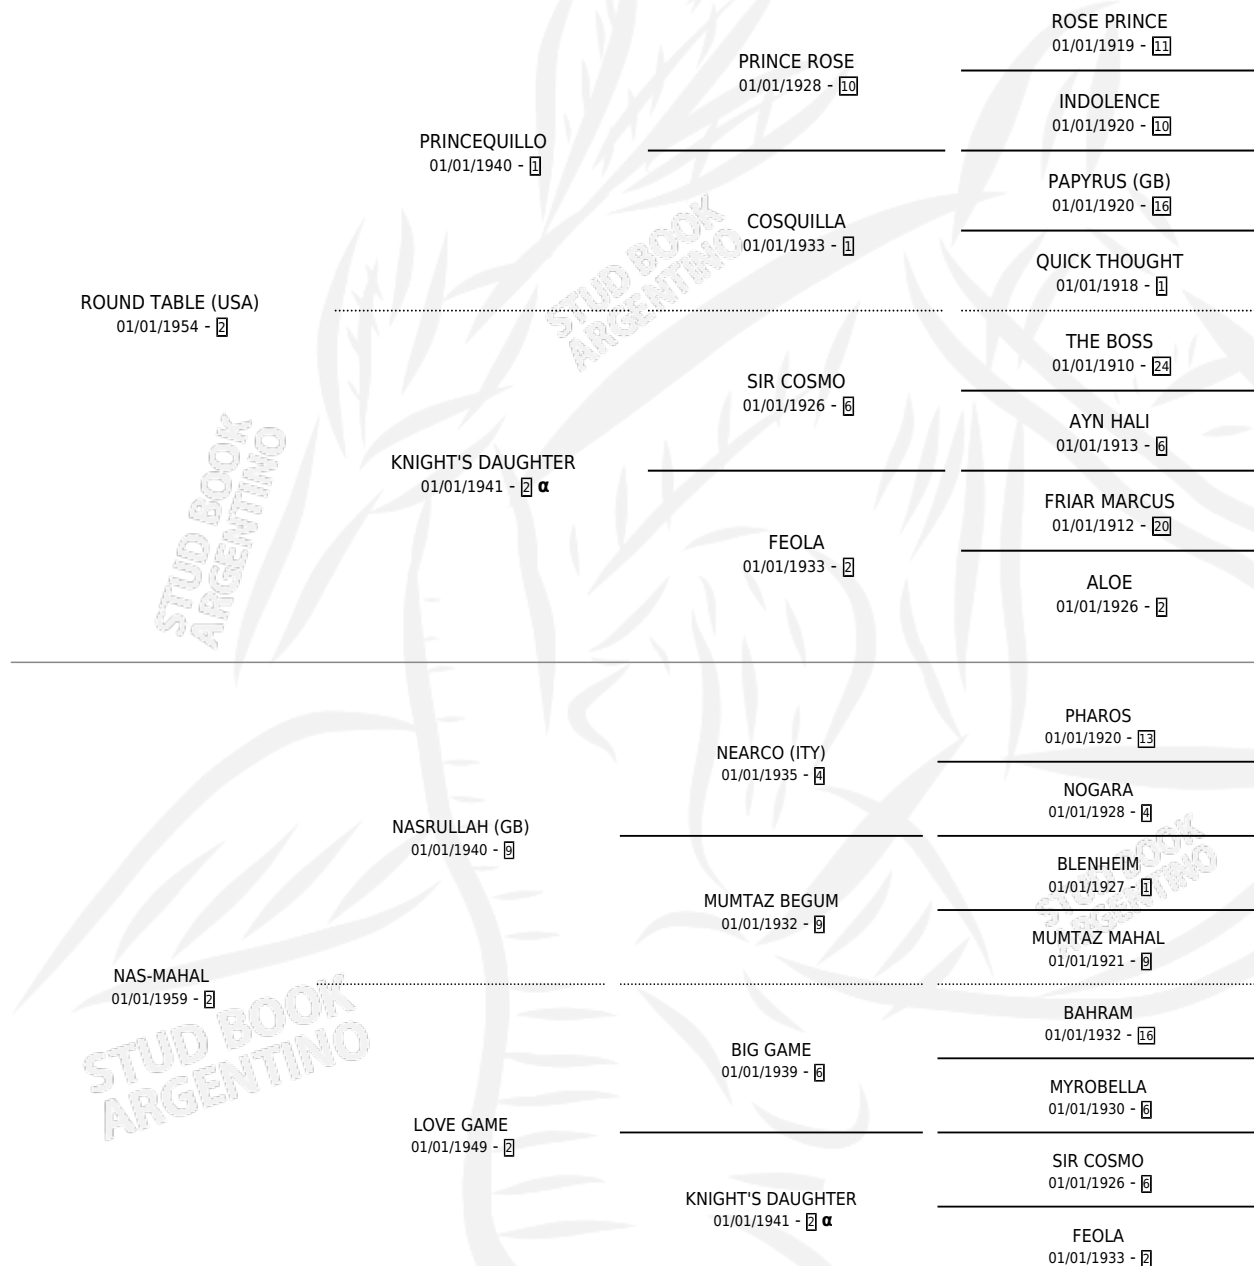 ROUND TABLE (USA)
01/01/1954 - 2
PRINCEQUILLO
01/01/1940 - 1
KNIGHT'S DAUGHTER
01/01/1941 - 2 α
PRINCE ROSE
01/01/1928 - 10
COSQUILLA
01/01/1933 - 1
SIR COSMO
01/01/1926 - 6
FEOLA
01/01/1933 - 2
ROSE PRINCE
01/01/1919 - 11
INDOLENCE
01/01/1920 - 10
PAPYRUS (GB)
01/01/1920 - 16
QUICK THOUGHT
01/01/1918 - 1
THE BOSS
01/01/1910 - 24
AYN HALI
01/01/1913 - 6
FRIAR MARCUS
01/01/1912 - 20
ALOE
01/01/1926 - 2
STUD BOOK
ARGENTINO
STUD BOOK
ARGENTINO
NAS-MAHAL
01/01/1959 - 2
NASRULLAH (GB)
01/01/1940 - 9
LOVE GAME
01/01/1949 - 2
NEARCO (ITY)
01/01/1935 - 4
MUMTAZ BEGUM
01/01/1932 - 9
BIG GAME
01/01/1939 - 6
KNIGHT'S DAUGHTER
01/01/1941 - 2 α
PHAROS
01/01/1920 - 13
NOGARA
01/01/1928 - 4
BLENHEIM
01/01/1927 - 1
MUMTAZ MAHAL
01/01/1921 - 9
BAHRAM
01/01/1932 - 16
MYROBELLA
01/01/1930 - 6
SIR COSMO
01/01/1926 - 6
FEOLA
01/01/1933 - 2
STUD BOOK
ARGENTINO
STUD BOOK
ARGENTINO